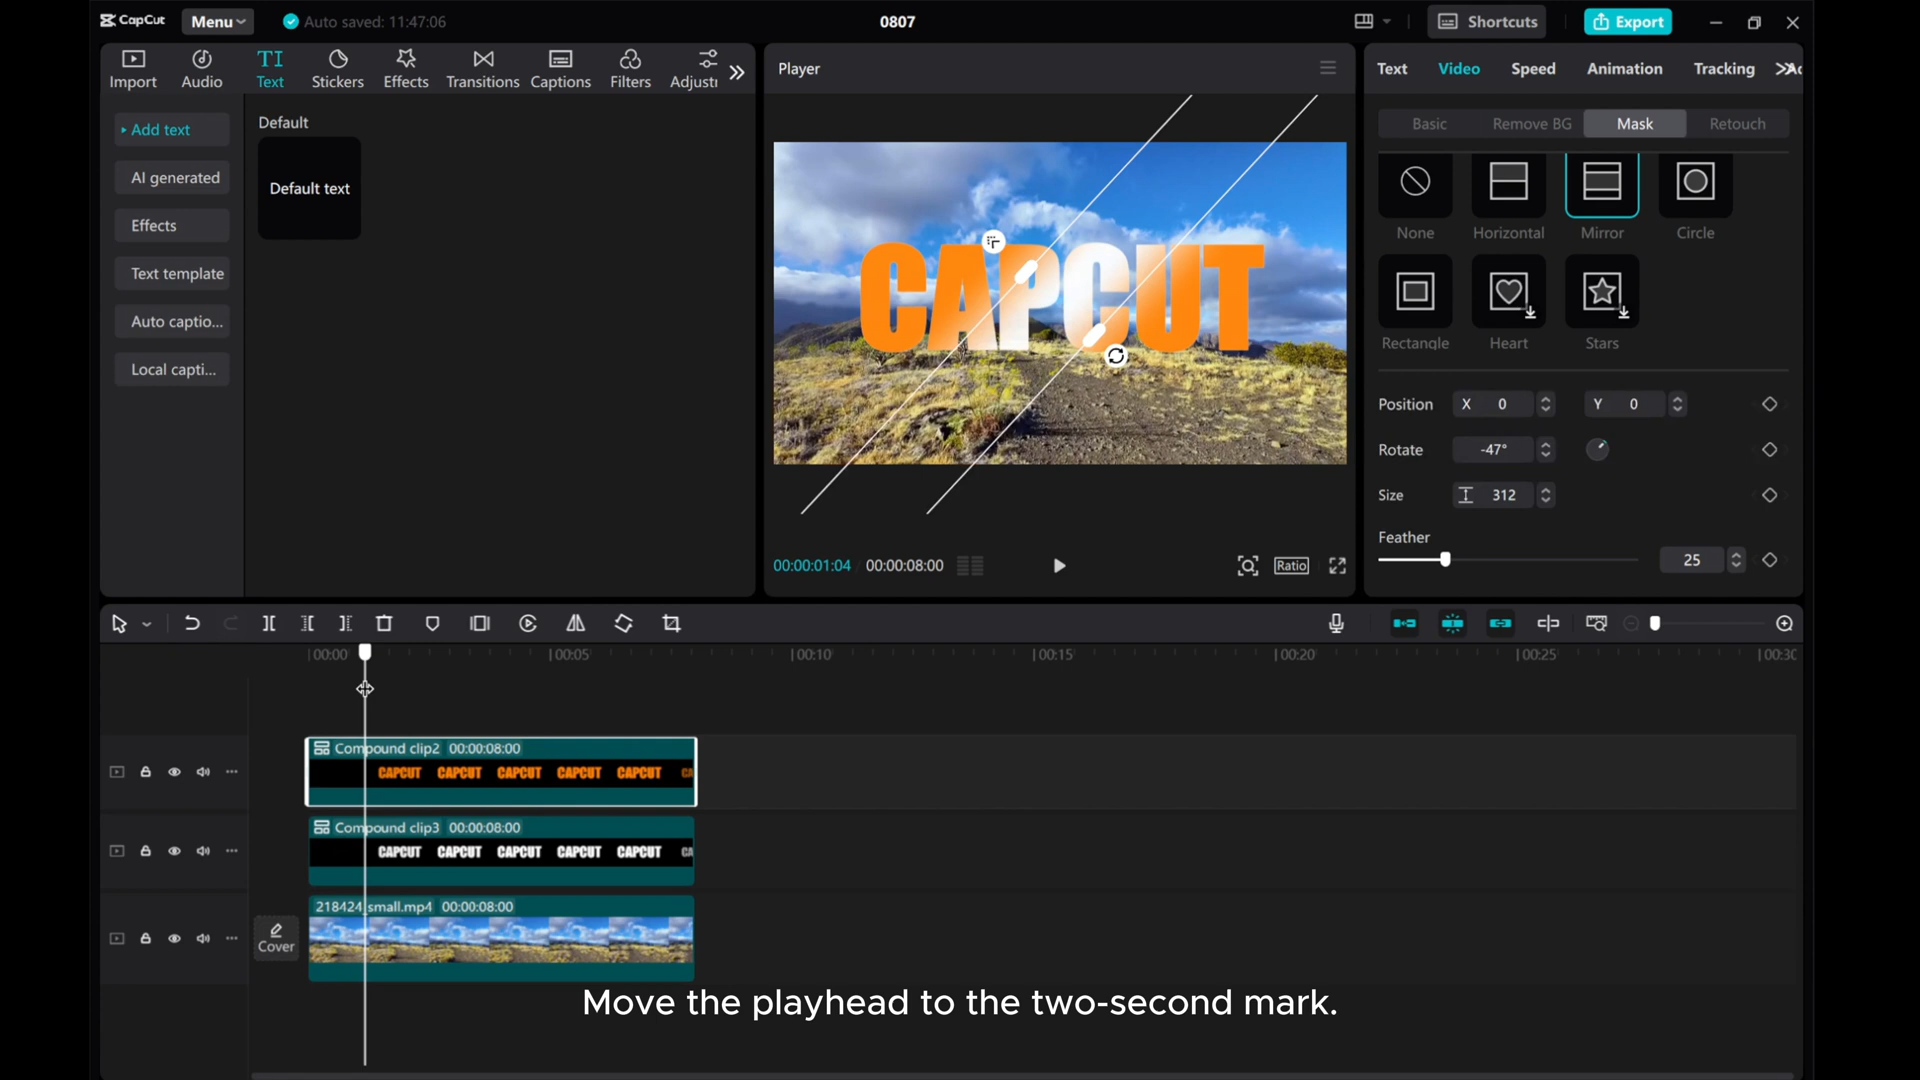 CapCut Menu Auto saved: 11:47:06 0807 Shortcuts Export
Import Audio Text Stickers Effects Transitions Captions Filters
TI
Add text
AI generated
Effects
Text template
Auto captio...
Local capti...
Default
Default text
Player
CAPCUT
00:00:01:04 00:00:08:00 Ratio
Text Video Speed Animation Tracking
Basic Remove BG Mask Retouch
None Horizontal Mirror Circle
Rectangle Heart Stars
Position X 0 Y 0
Rotate -47°
Size 312
Feather
25
00:00 00:05 00:10 00:15 00:20 00:25 00:30
Compound clip2 00:00:08:00
CAPCUT CAPCUT CAPCUT CAPCUT CAPCUT CA
Compound clip3 00:00:08:00
CAPCUT CAPCUT CAPCUT CAPCUT CAPCUT CA
218424_small.mp4 00:00:08:00
Cover
Move the playhead to the two-second mark.